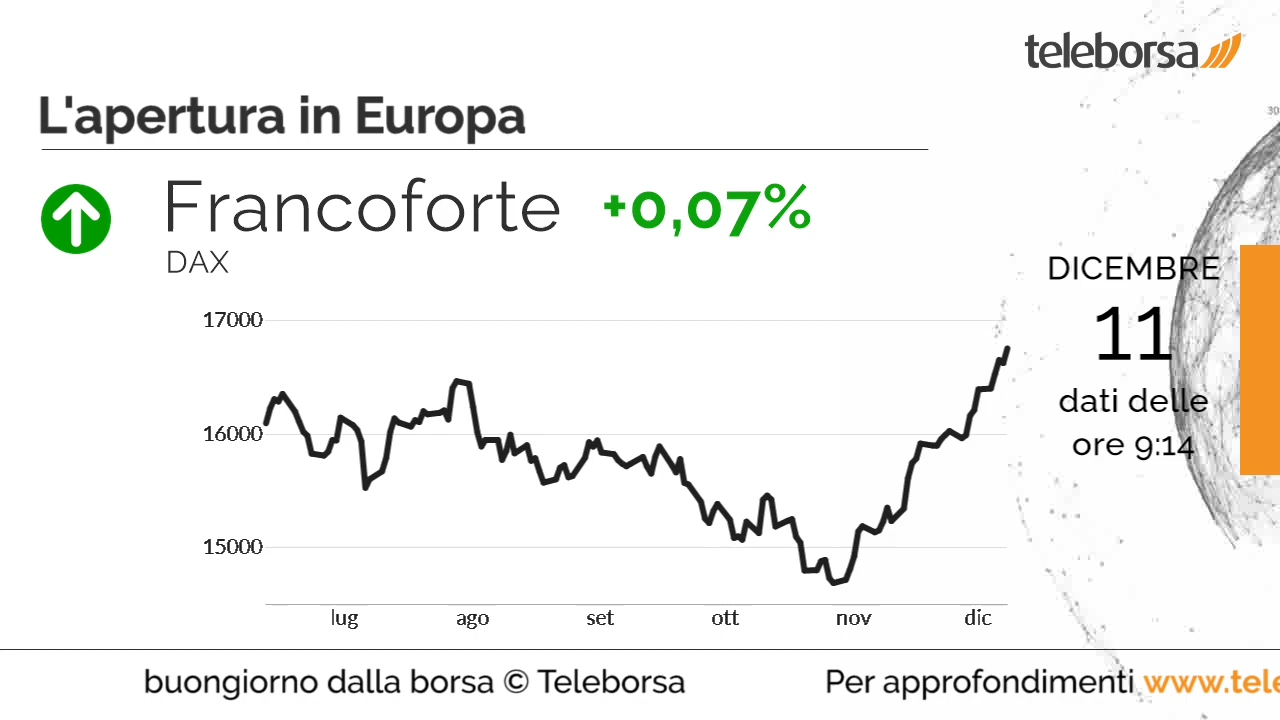 teleborsa
L'apertura in Europa
Francoforte +0,07%
DAX
DICEMBRE
11
dati delle
ore 9:14
17000
16000
15000
lug ago set ott nov dic
buongiorno dalla borsa © Teleborsa Per approfondimenti www.tele